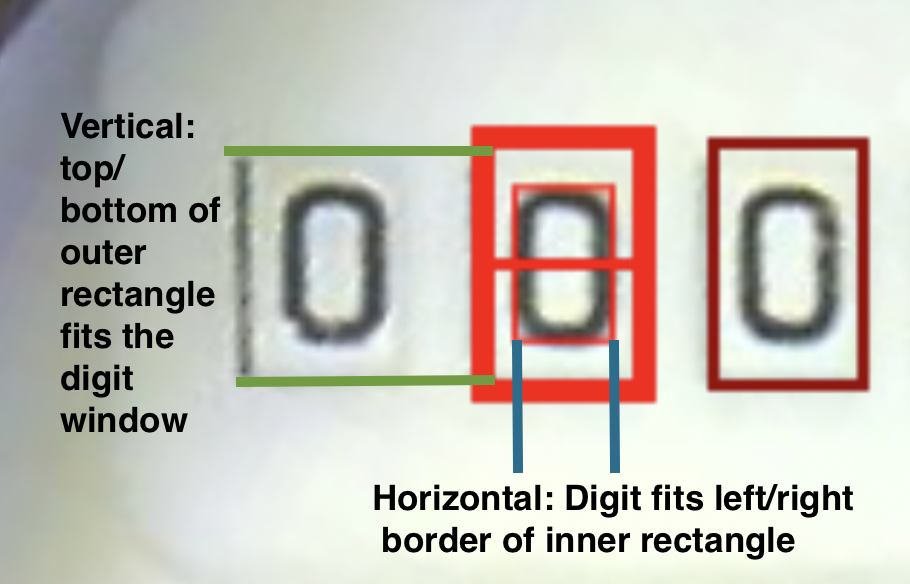 Vertical:
top/
bottom of
outer
rectangle
fits the
digit
window
0 0 0
Horizontal: Digit fits left/right
border of inner rectangle